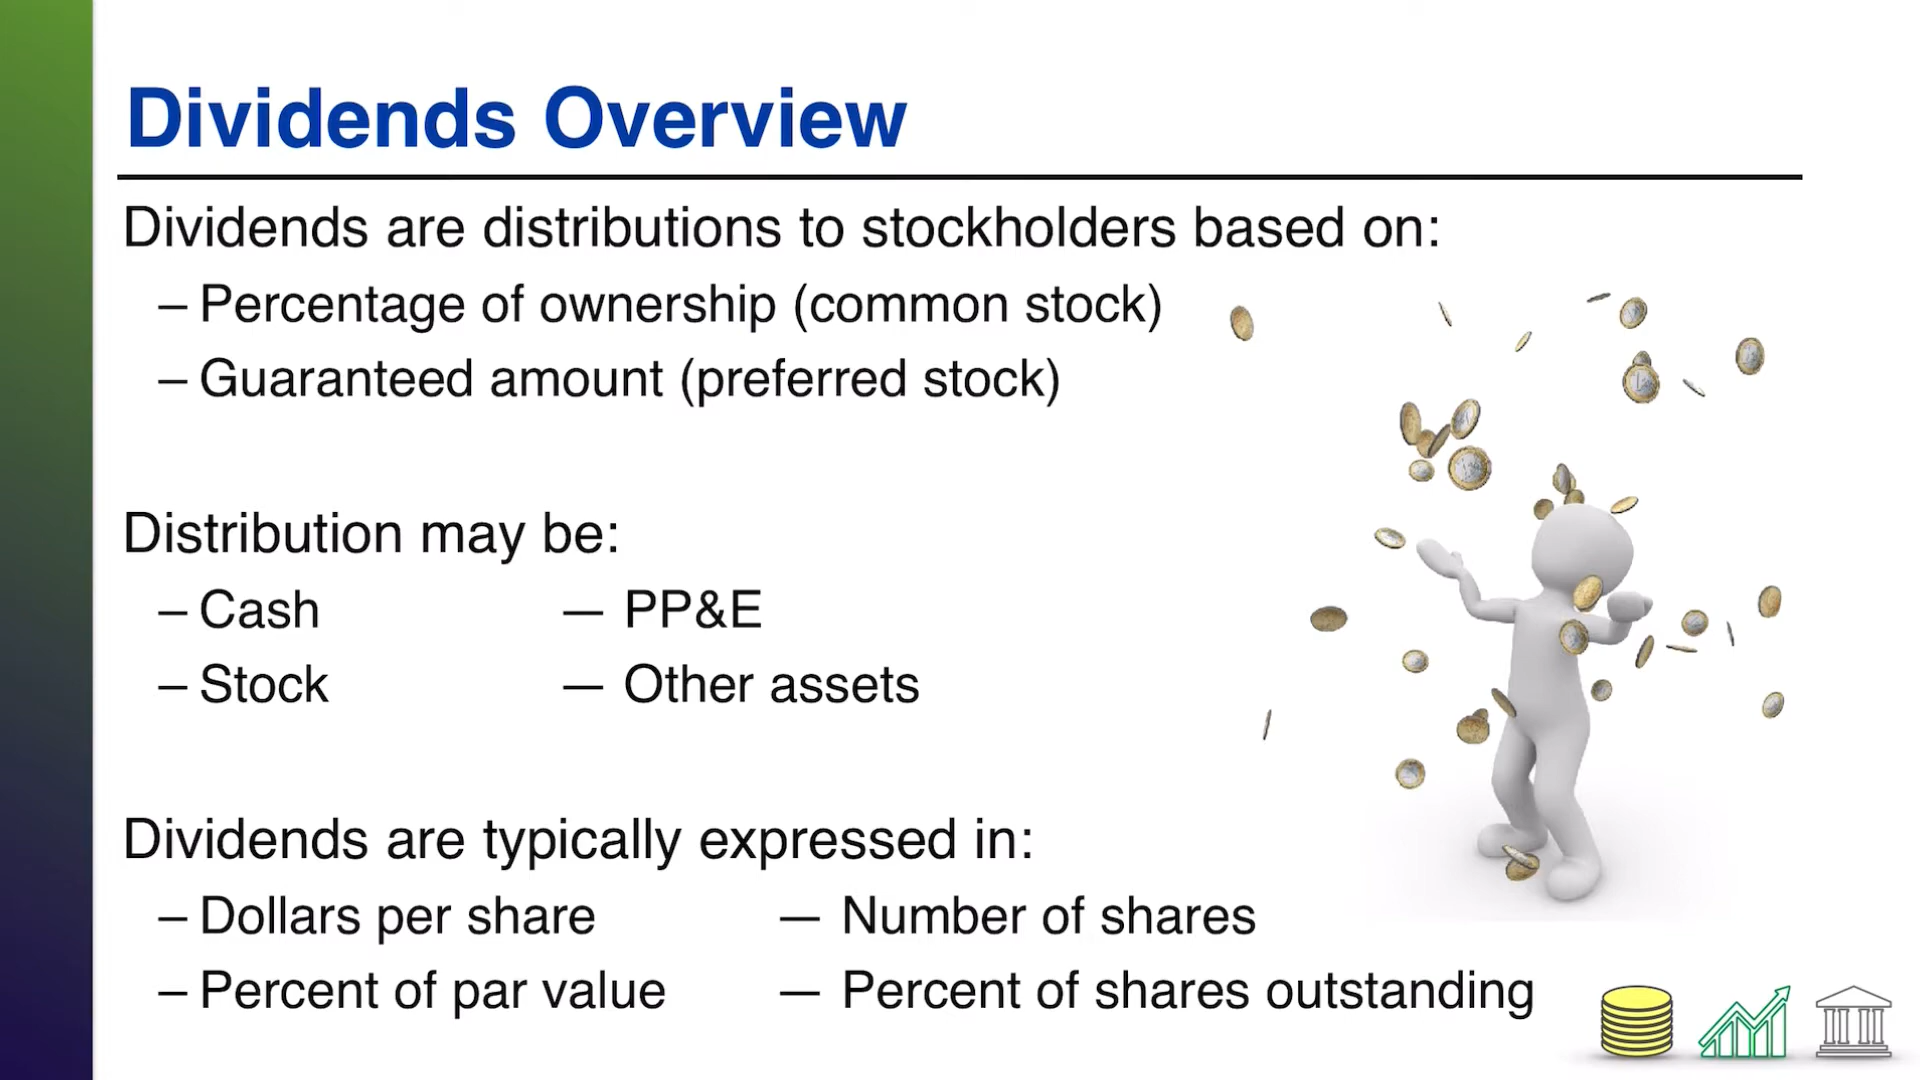 Dividends Overview
Dividends are distributions to stockholders based on:
– Percentage of ownership (common stock)
– Guaranteed amount (preferred stock)
Distribution may be:
– Cash — PP&E
– Stock — Other assets
Dividends are typically expressed in:
– Dollars per share — Number of shares
– Percent of par value — Percent of shares outstanding